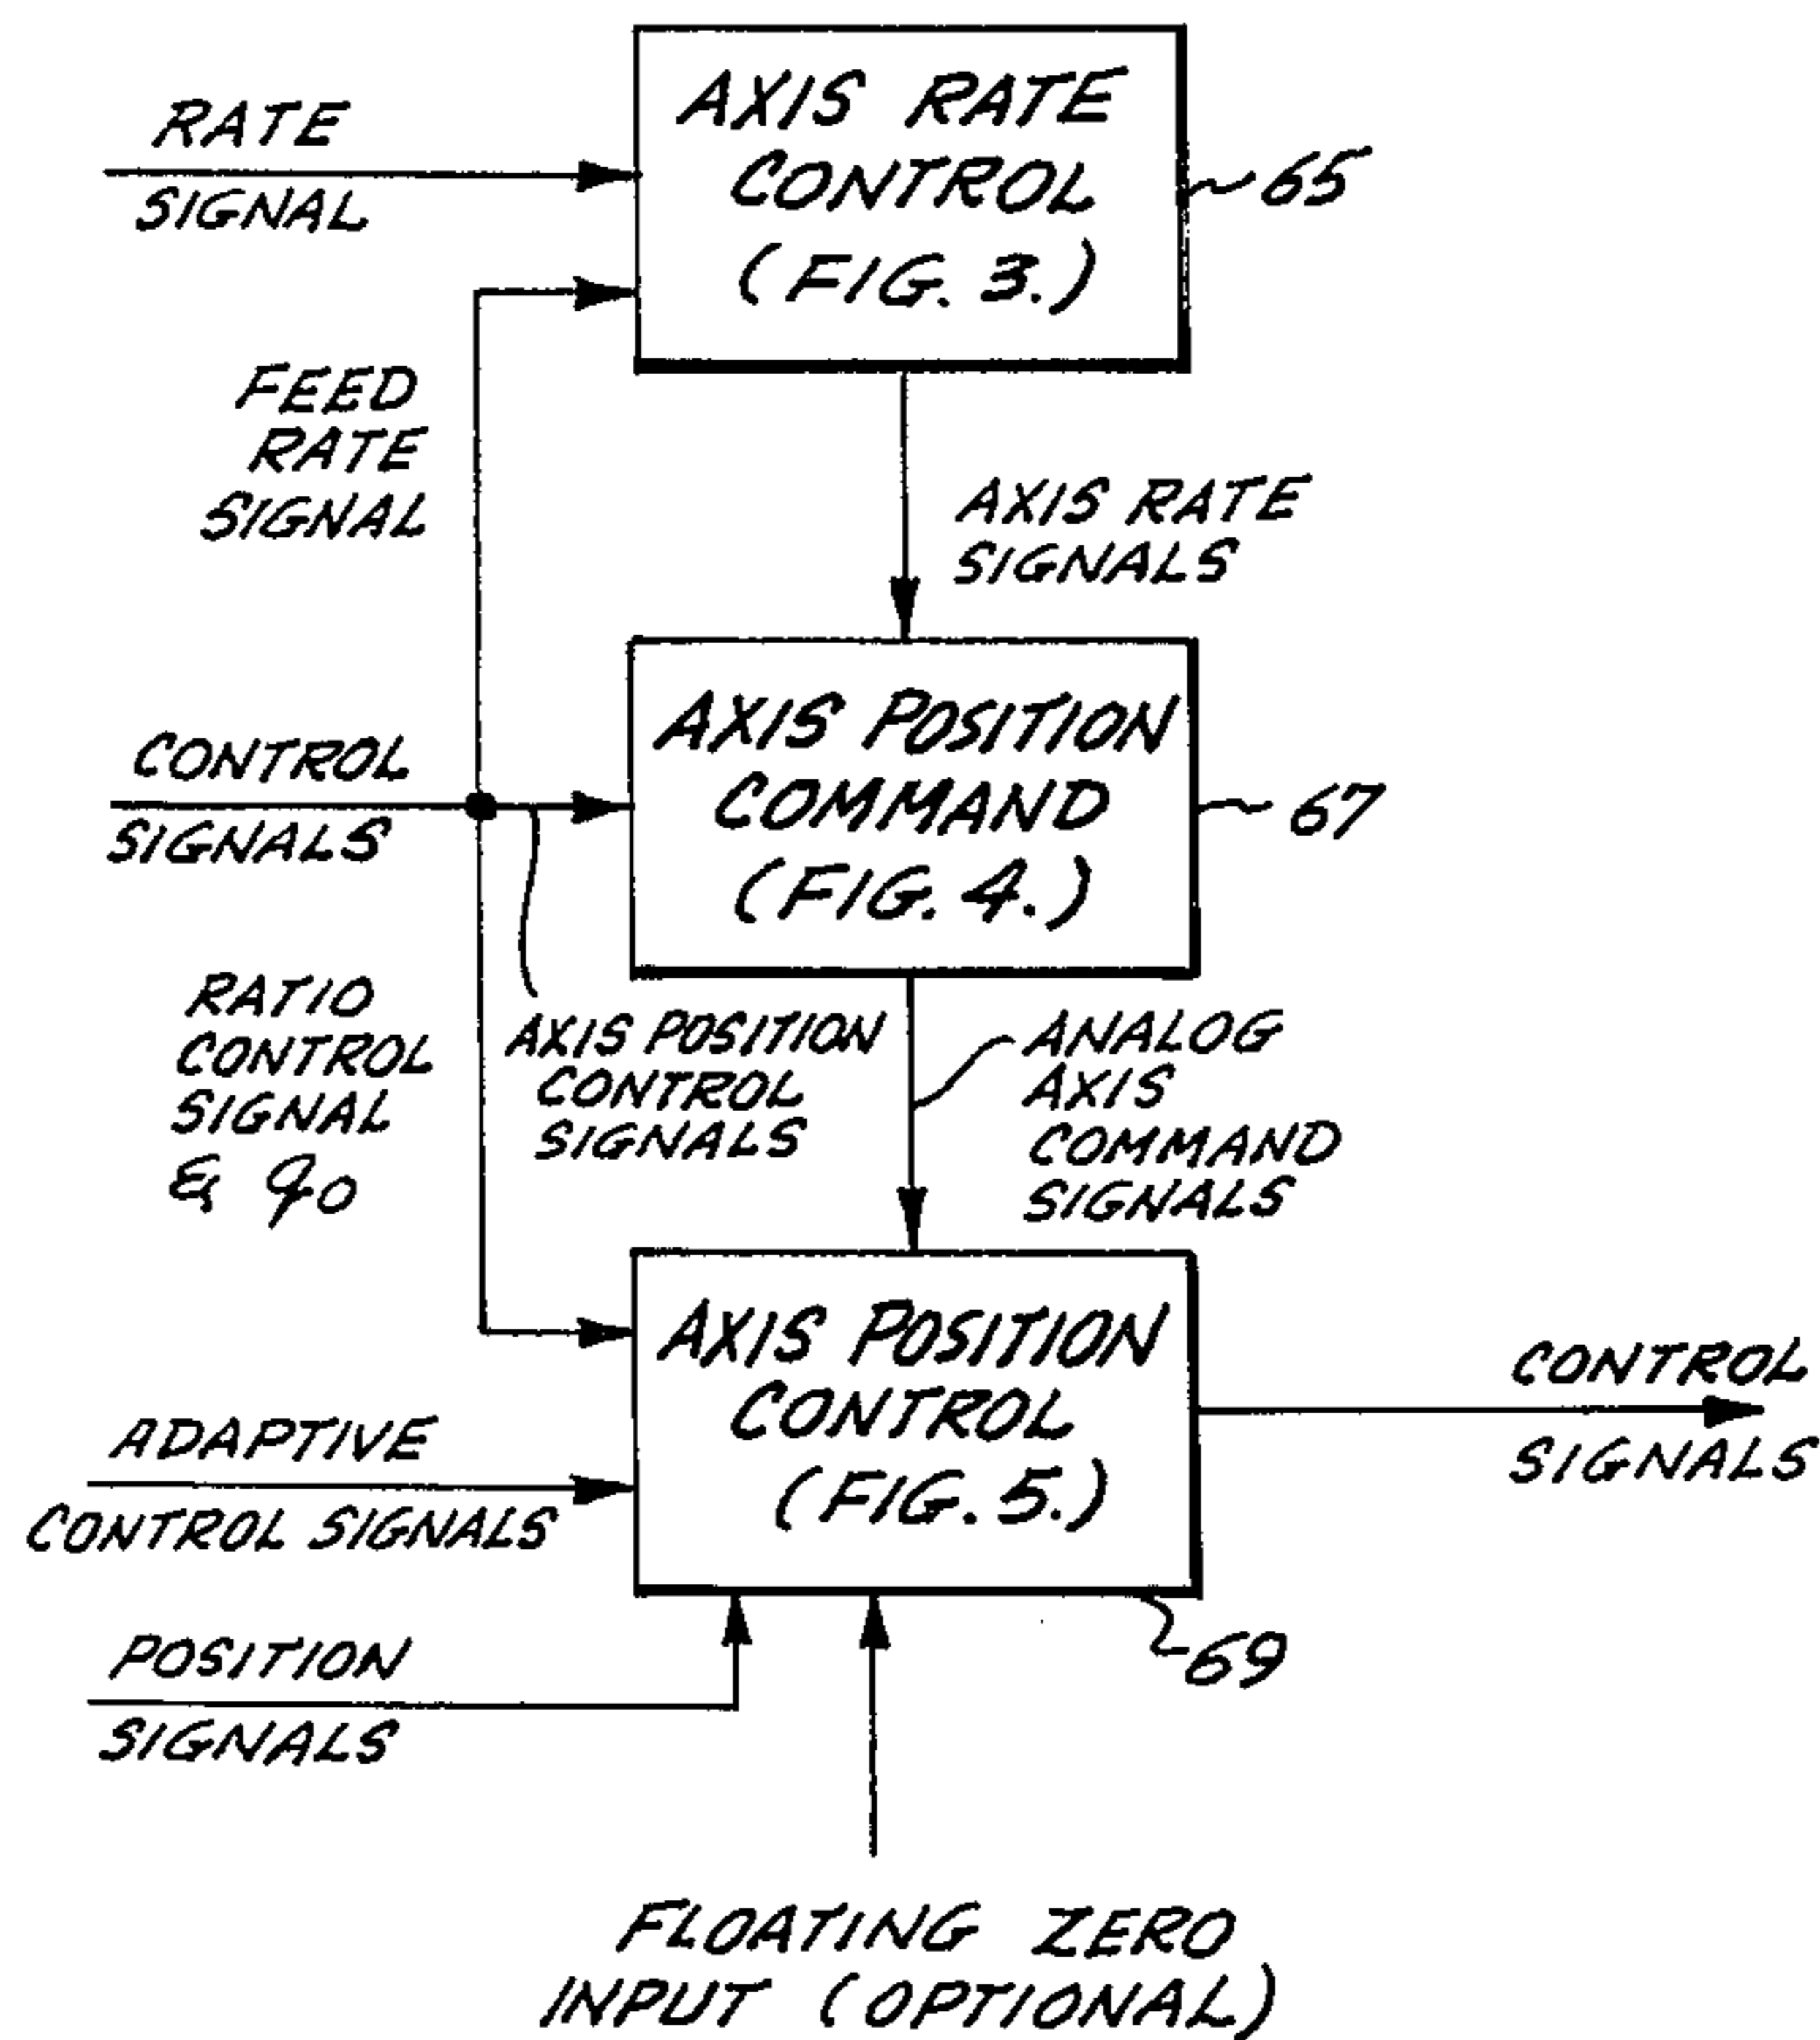 AXIS RATE
CONTROL
(FIG. 3.)
65
RATE
SIGNAL
FEED
RATE
SIGNAL
AXIS RATE
SIGNALS
AXIS POSITION
COMMAND
(FIG. 4.)
67
CONTROL
SIGNALS
RATIO
CONTROL
SIGNAL
& q0
AXIS POSITION
CONTROL
SIGNALS
ANALOG
AXIS
COMMAND
SIGNALS
AXIS POSITION
CONTROL
(FIG. 5.)
CONTROL
SIGNALS
ADAPTIVE
CONTROL SIGNALS
69
POSITION
SIGNALS
FLOATING ZERO
INPUT (OPTIONAL)